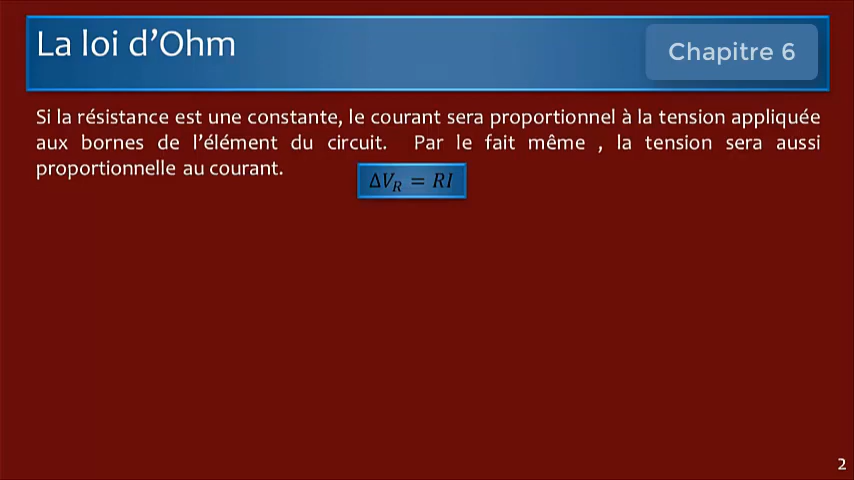 La loi d’Ohm
Chapitre 6
Si la résistance est une constante, le courant sera proportionnel à la tension appliquée
aux bornes de l’élément du circuit. Par le fait même , la tension sera aussi
proportionnelle au courant.
ΔV_R = RI
2